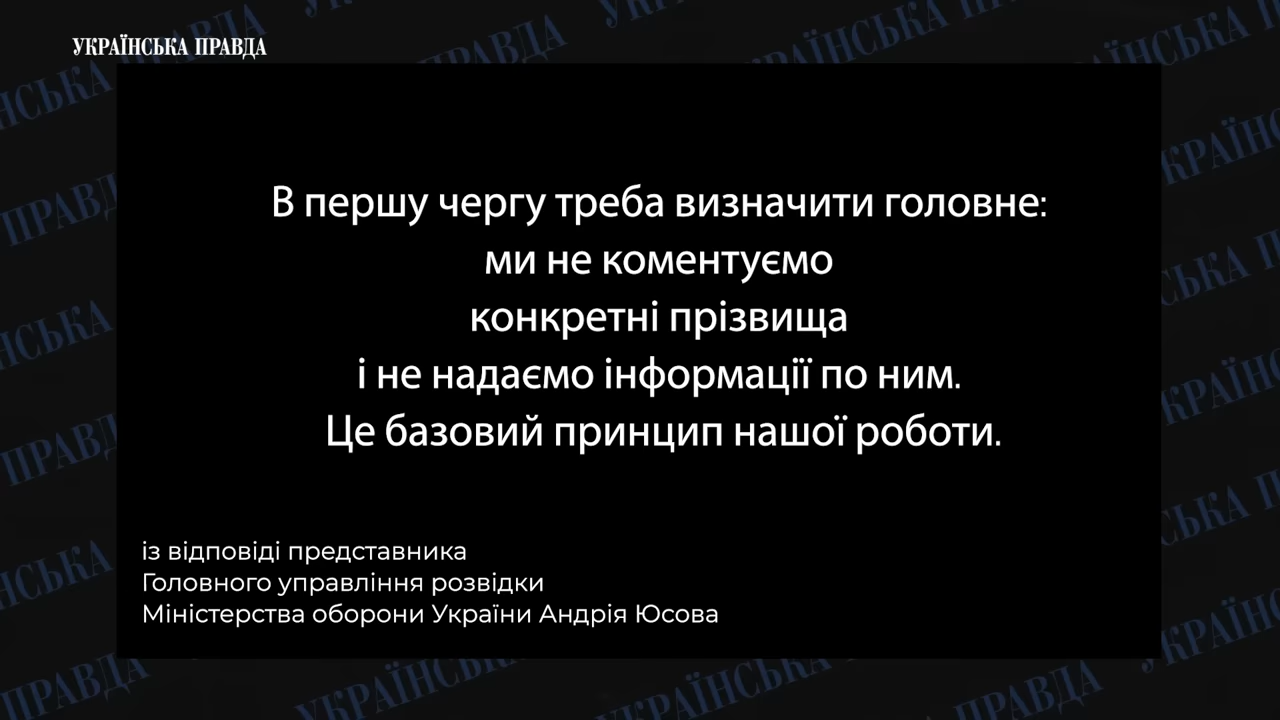 УКРАЇНСЬКА ПРАВДА
В першу чергу треба визначити головне:
ми не коментуємо
конкретні прізвища
і не надаємо інформації по ним.
Це базовий принцип нашої роботи.
із відповіді представника
Головного управління розвідки
Міністерства оборони України Андрія Юсова